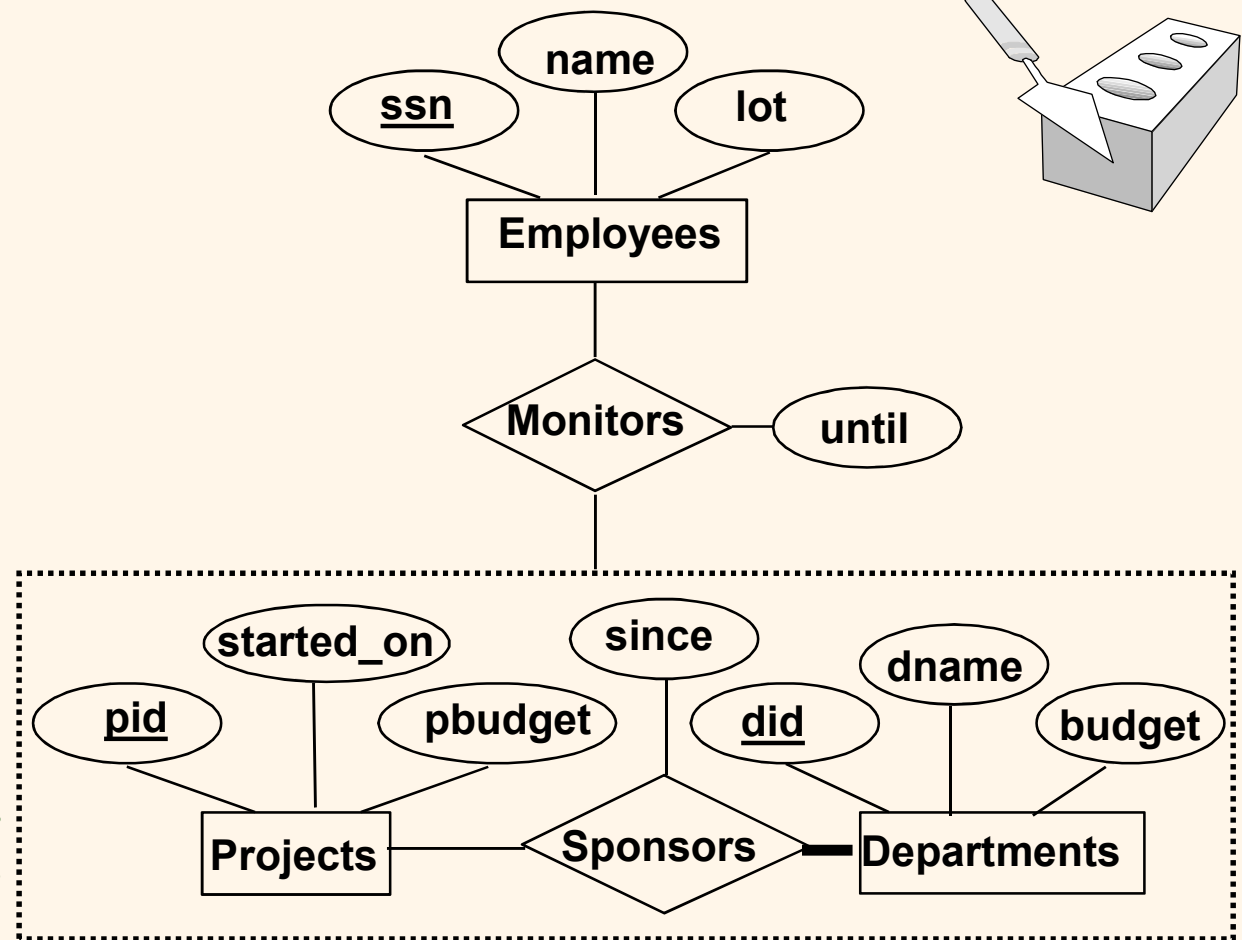 name
ssn
lot
Employees
Monitors
until
since
started_on
dname
pid
pbudget
did
budget
Projects
Sponsors
Departments